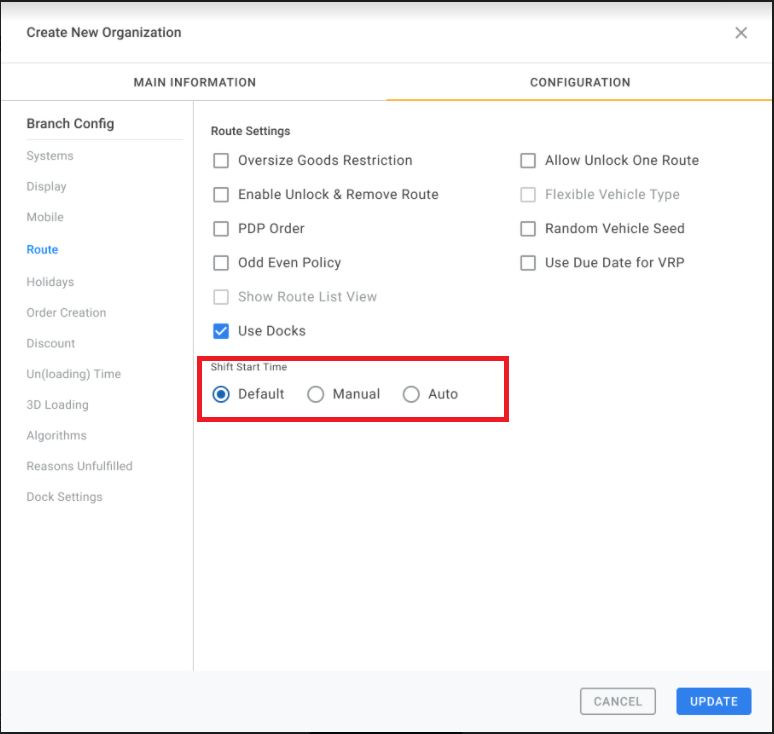 Create New Organization
MAIN INFORMATION
CONFIGURATION
Branch Config
Systems
Display
Mobile
Route
Holidays
Order Creation
Discount
Un(loading) Time
3D Loading
Algorithms
Reasons Unfulfilled
Dock Settings
Route Settings
Oversize Goods Restriction
Allow Unlock One Route
Enable Unlock & Remove Route
Flexible Vehicle Type
PDP Order
Random Vehicle Seed
Odd Even Policy
Use Due Date for VRP
Show Route List View
Use Docks
Shift Start Time
Default Manual Auto
CANCEL UPDATE